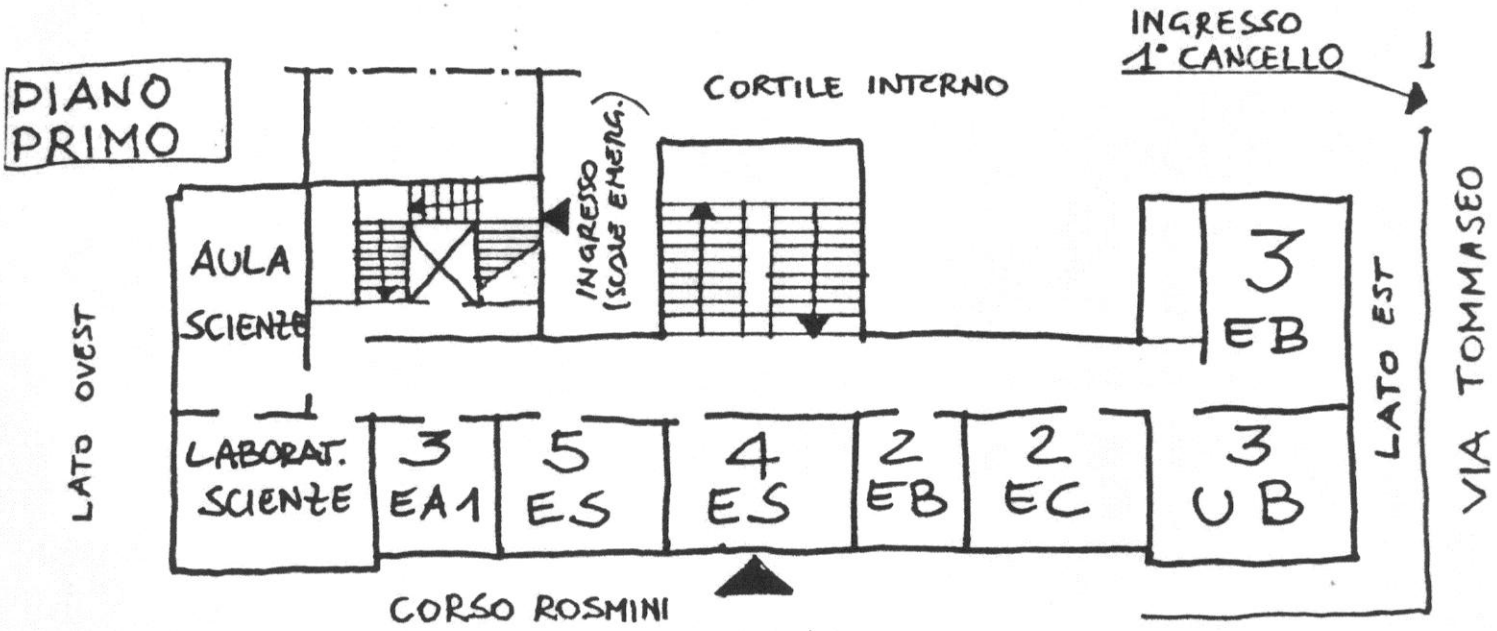 PIANO
PRIMO
INGRESSO
1° CANCELLO
CORTILE INTERNO
INGRESSO
(SCALE EMERG.)
AULA
SCIENZE
LATO OVEST
3
EB
LATO EST
VIA TOMMASEO
LABORAT.
SCIENZE
3
EA1
5
ES
4
ES
2
EB
2
EC
3
UB
CORSO ROSMINI